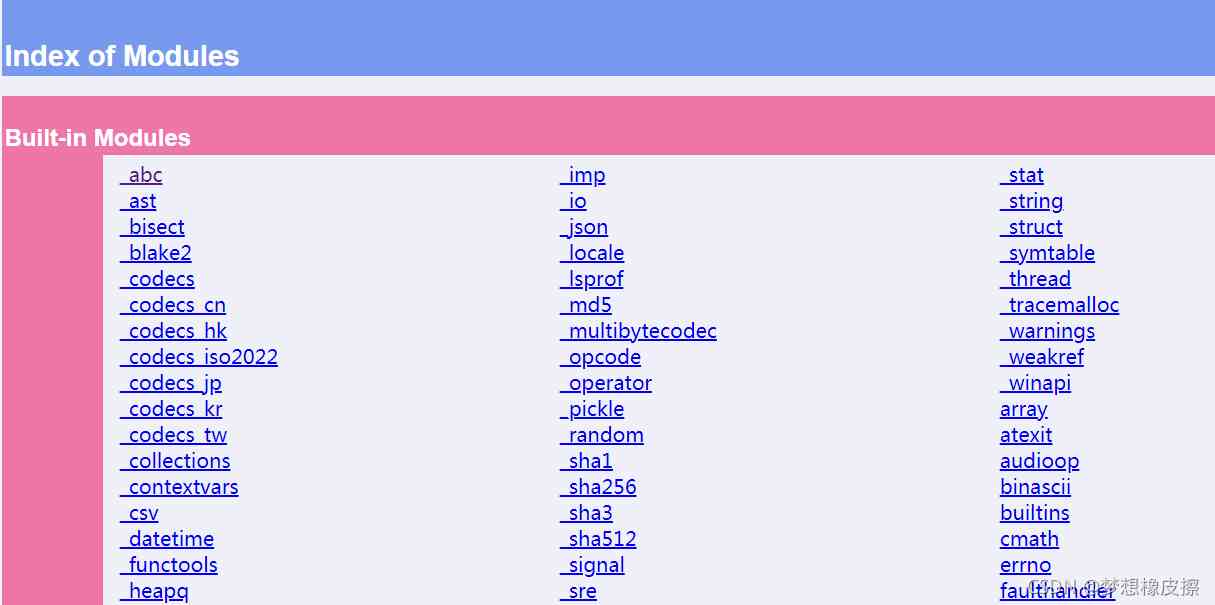 Index of Modules
Built-in Modules
_abc
_ast
_bisect
_blake2
_codecs
_codecs_cn
_codecs_hk
_codecs_iso2022
_codecs_jp
_codecs_kr
_codecs_tw
_collections
_contextvars
_csv
_datetime
_functools
_heapq
_imp
_io
_json
_locale
_lsprof
_md5
_multibytecodec
_opcode
_operator
_pickle
_random
_sha1
_sha256
_sha3
_sha512
_signal
_sre
_stat
_string
_struct
_symtable
_thread
_tracemalloc
_warnings
_weakref
_winapi
array
atexit
audioop
binascii
builtins
cmath
errno
faulthandler
CSDN @梦想橡皮擦